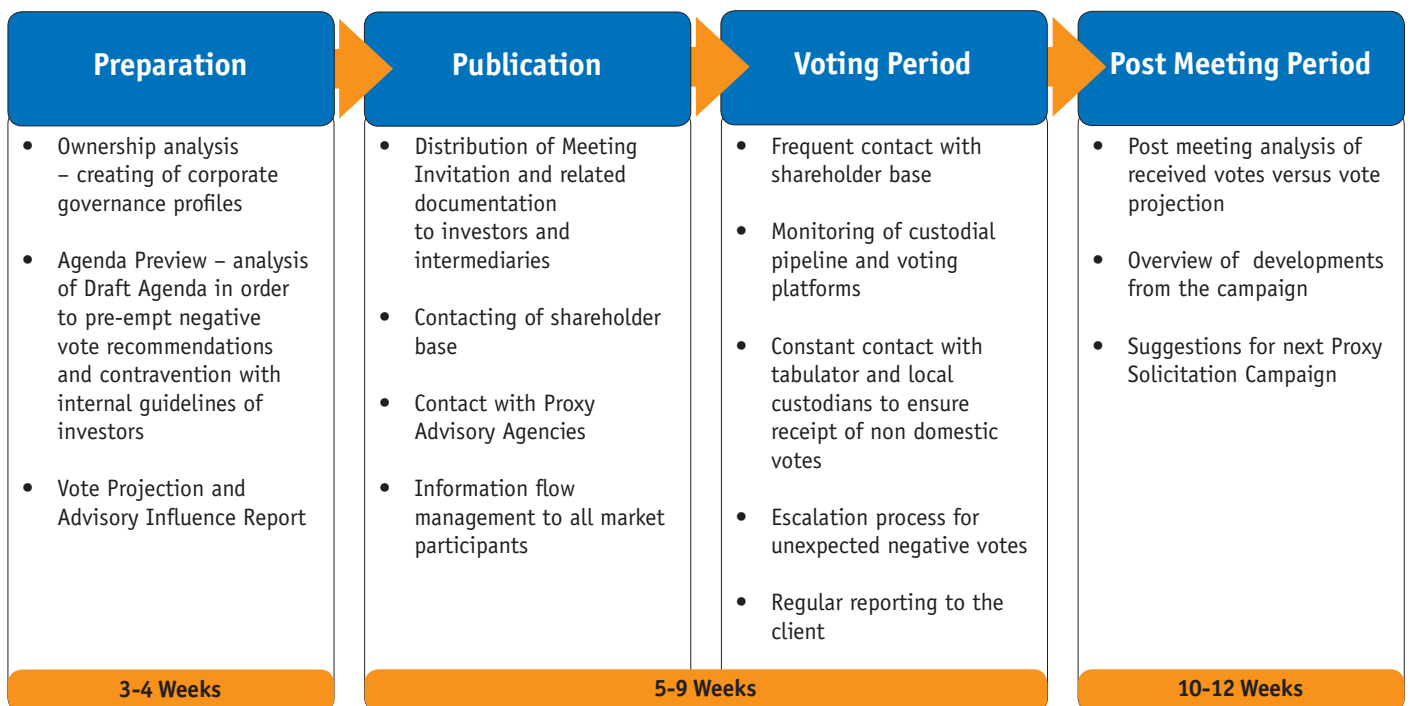 Preparation
• Ownership analysis
– creating of corporate
governance profiles
• Agenda Preview – analysis
of Draft Agenda in order
to pre-empt negative
vote recommendations
and contravention with
internal guidelines of
investors
• Vote Projection and
Advisory Influence Report
3-4 Weeks
Publication
• Distribution of Meeting
Invitation and related
documentation
to investors and
intermediaries
• Contacting of shareholder
base
• Contact with Proxy
Advisory Agencies
• Information flow
management to all market
participants
Voting Period
• Frequent contact with
shareholder base
• Monitoring of custodial
pipeline and voting
platforms
• Constant contact with
tabulator and local
custodians to ensure
receipt of non domestic
votes
• Escalation process for
unexpected negative votes
• Regular reporting to the
client
5-9 Weeks
Post Meeting Period
• Post meeting analysis of
received votes versus vote
projection
• Overview of developments
from the campaign
• Suggestions for next Proxy
Solicitation Campaign
10-12 Weeks